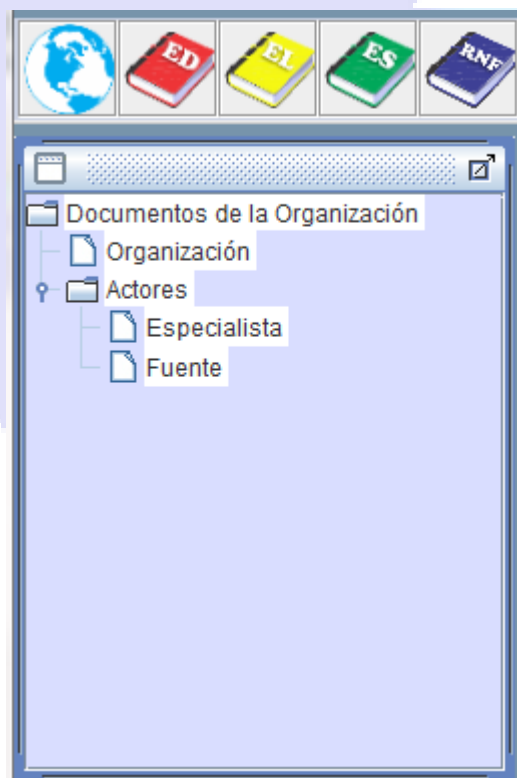 ED EL ES RNF
Documentos de la Organización
Organización
Actores
Especialista
Fuente